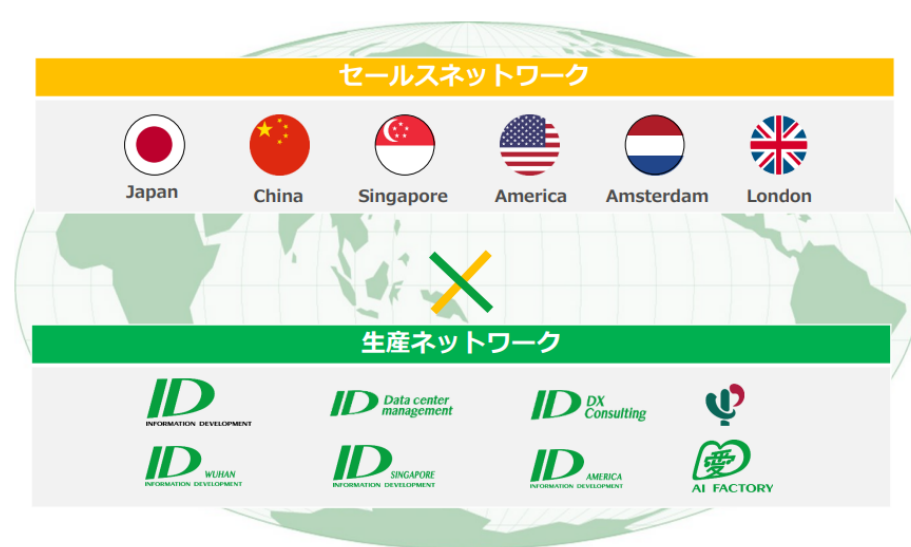 セールスネットワーク
Japan China Singapore America Amsterdam London
生産ネットワーク
ID INFORMATION DEVELOPMENT
ID Data center management
ID DX Consulting
ID WUHAN INFORMATION DEVELOPMENT
ID SINGAPORE INFORMATION DEVELOPMENT
ID AMERICA INFORMATION DEVELOPMENT
愛 AI FACTORY